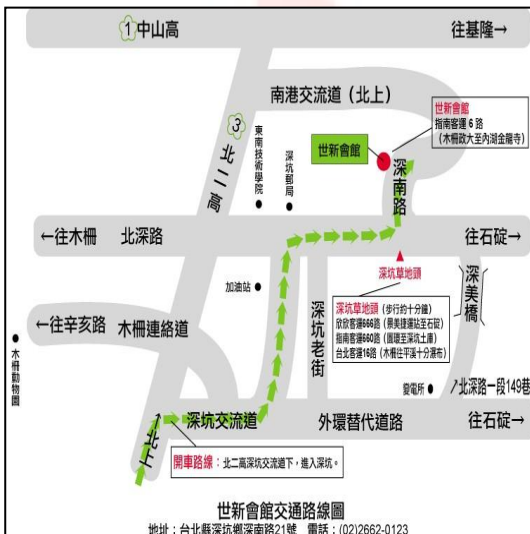 1 中山高
往基隆→
南港交流道（北上）
世新會館
指南客運 6 路
（木柵政大至內湖金龍寺）
3
北二高
東南技術學院
深坑郵局
世新會館
深南路
←往木柵
北深路
往石碇→
深坑草地頭
加油站
深坑老街
深坑草地頭（步行約十分鐘）
欣欣客運666路（景美捷運站至石碇）
指南客運660路（圓環至深坑土庫）
台北客運16路（木柵往平溪十分瀑布）
深美橋
←往辛亥路
木柵連絡道
木柵動物園
變電所
北深路一段149巷
北上
深坑交流道
外環替代道路
往石碇→
開車路線：北二高深坑交流道下，進入深坑。
世新會館交通路線圖
地址：台北縣深坑鄉深南路21號　電話：(02)2662-0123